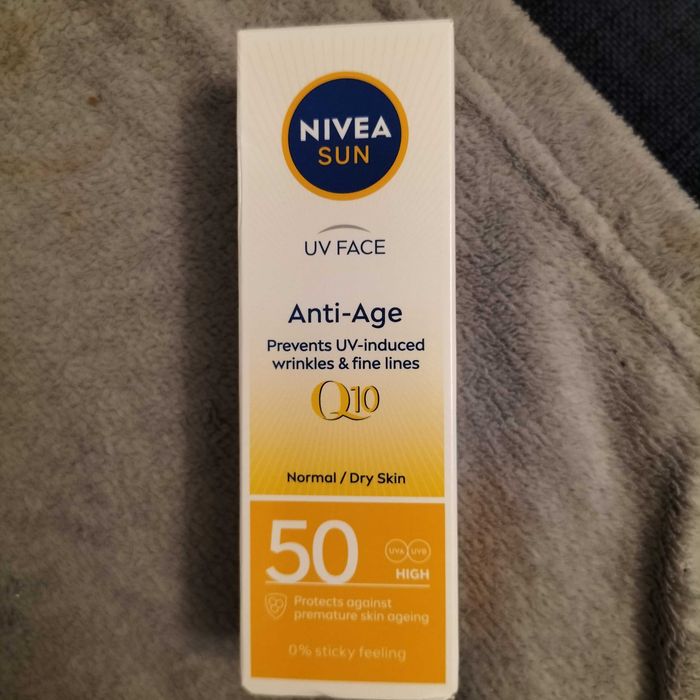 NIVEA
SUN
UV FACE
Anti-Age
Prevents UV-induced
wrinkles & fine lines
Q10
Normal / Dry Skin
50
UVA UVB
HIGH
Protects against
premature skin ageing
0% sticky feeling